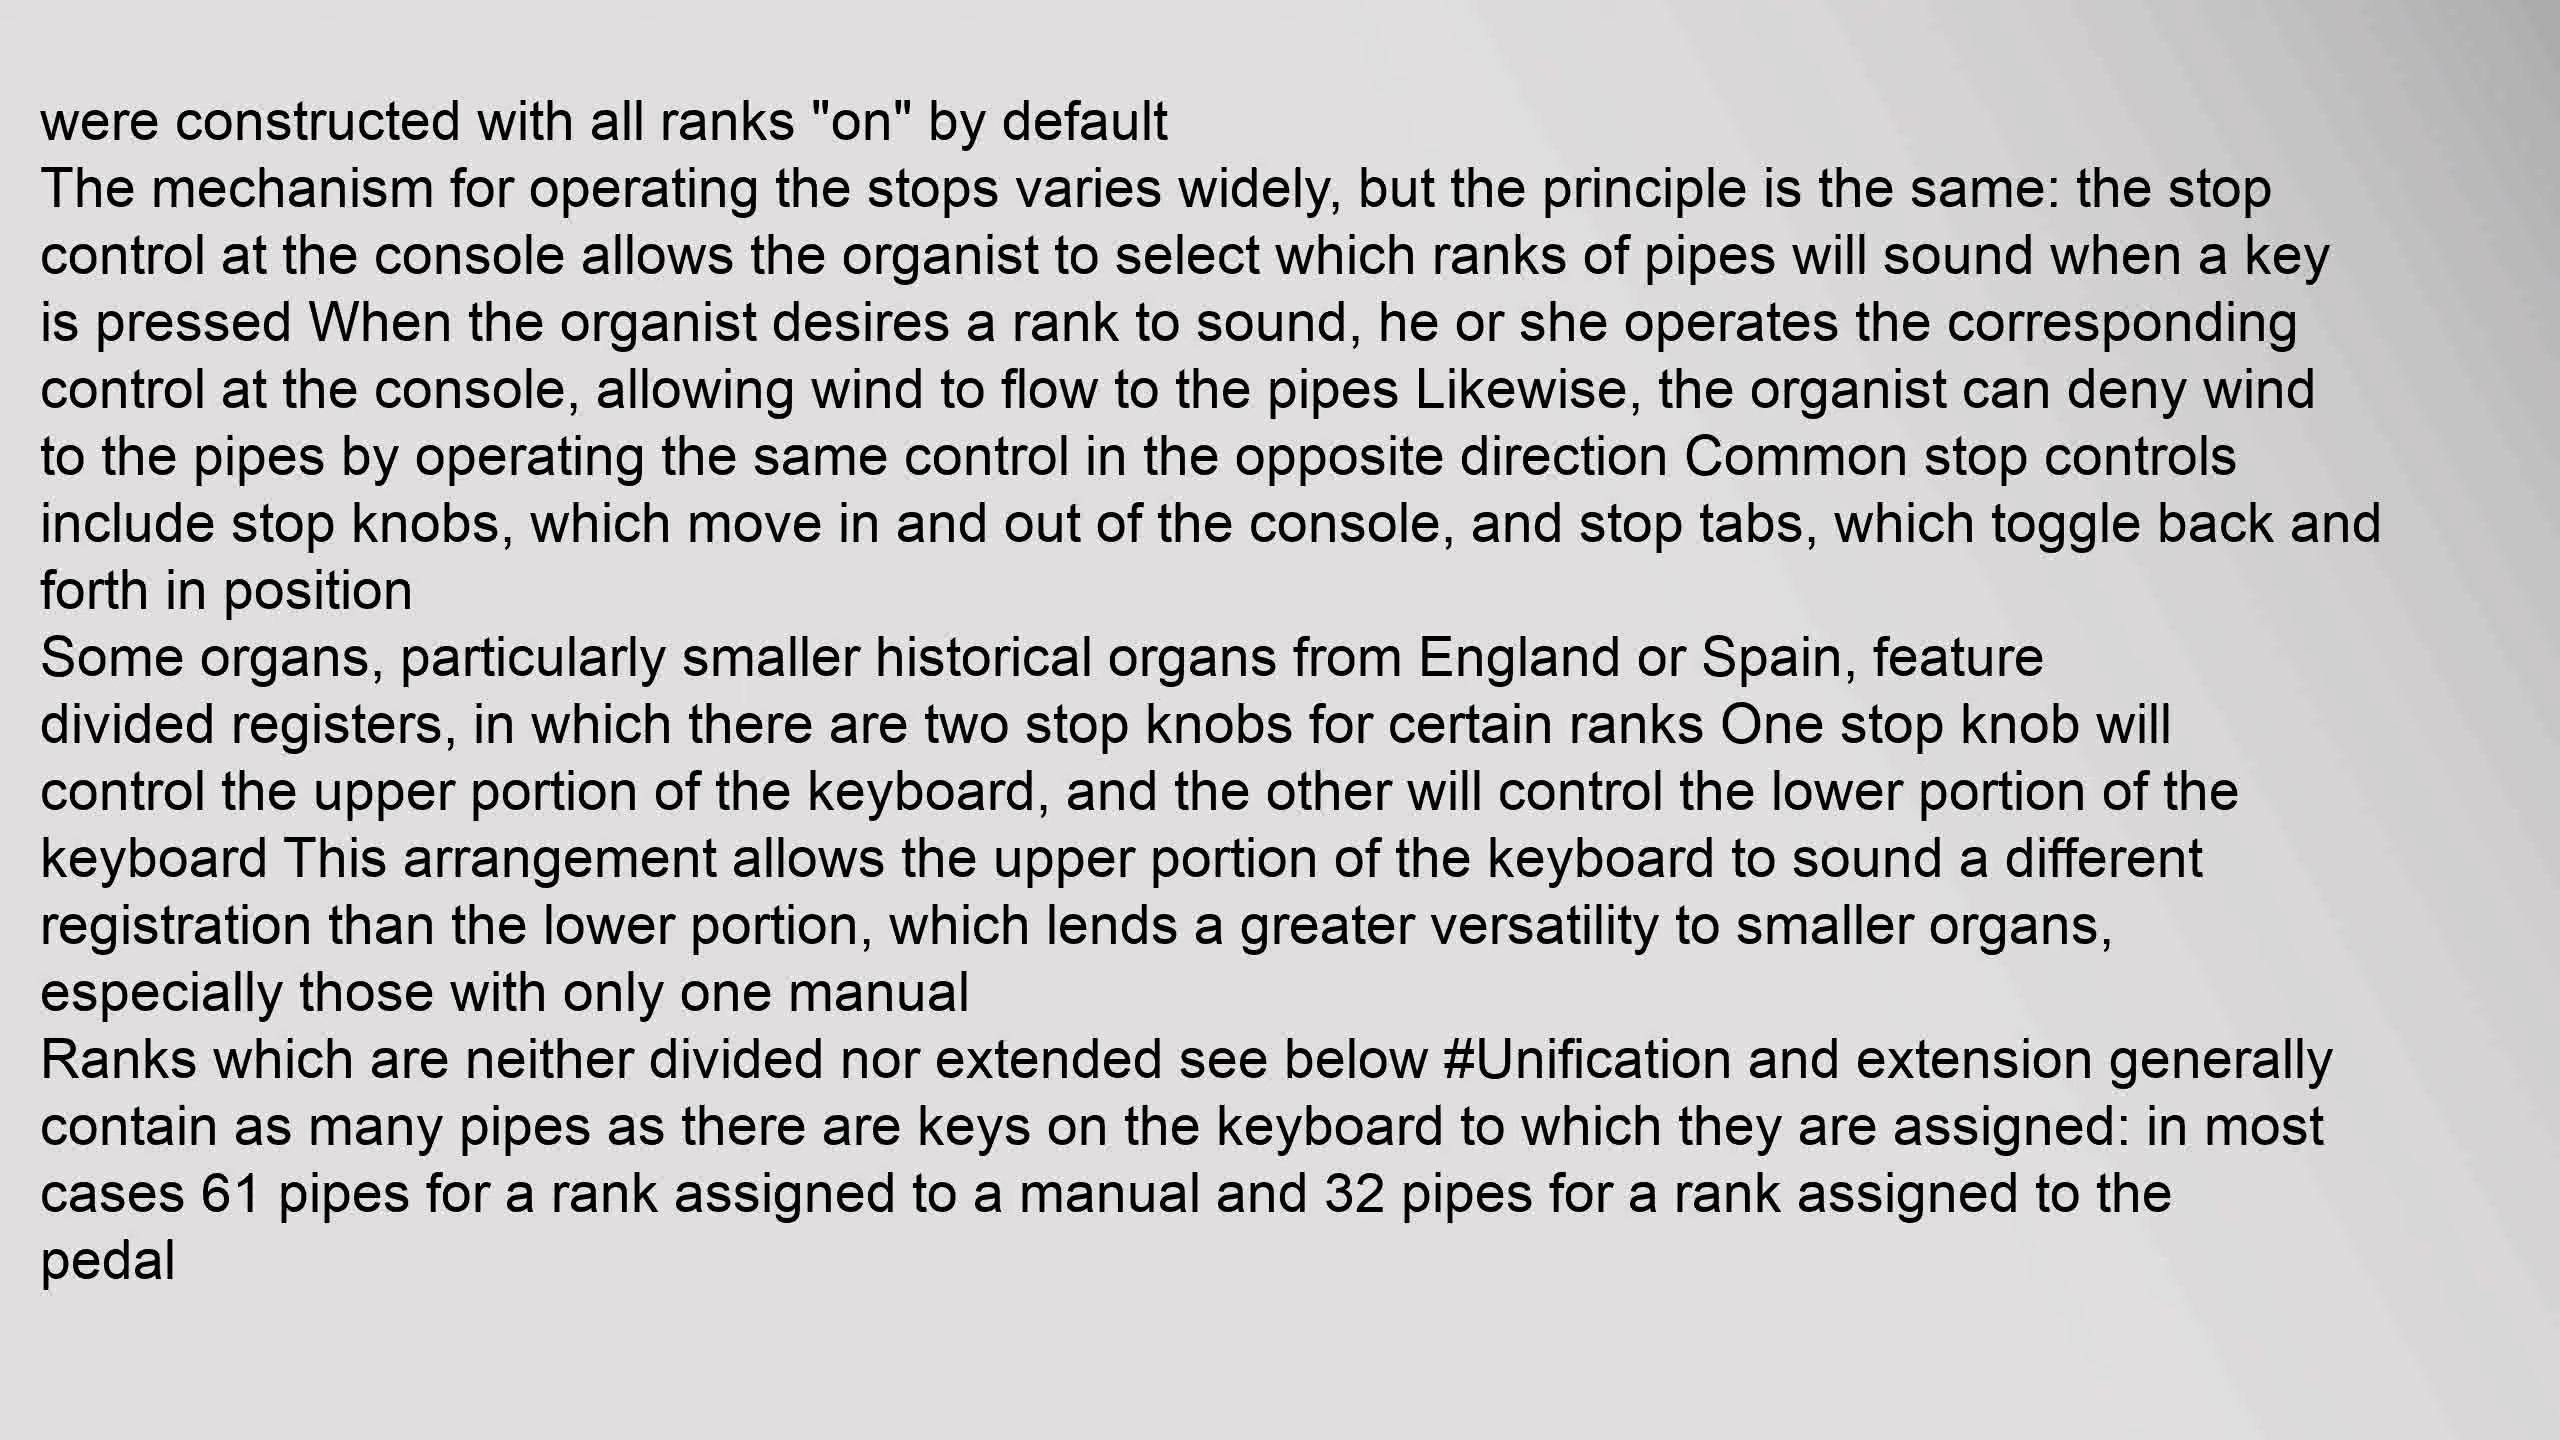 were constructed with all ranks "on" by default
The mechanism for operating the stops varies widely, but the principle is the same: the stop
control at the console allows the organist to select which ranks of pipes will sound when a key
is pressed When the organist desires a rank to sound, he or she operates the corresponding
control at the console, allowing wind to flow to the pipes Likewise, the organist can deny wind
to the pipes by operating the same control in the opposite direction Common stop controls
include stop knobs, which move in and out of the console, and stop tabs, which toggle back and
forth in position
Some organs, particularly smaller historical organs from England or Spain, feature
divided registers, in which there are two stop knobs for certain ranks One stop knob will
control the upper portion of the keyboard, and the other will control the lower portion of the
keyboard This arrangement allows the upper portion of the keyboard to sound a different
registration than the lower portion, which lends a greater versatility to smaller organs,
especially those with only one manual
Ranks which are neither divided nor extended see below #Unification and extension generally
contain as many pipes as there are keys on the keyboard to which they are assigned: in most
cases 61 pipes for a rank assigned to a manual and 32 pipes for a rank assigned to the
pedal